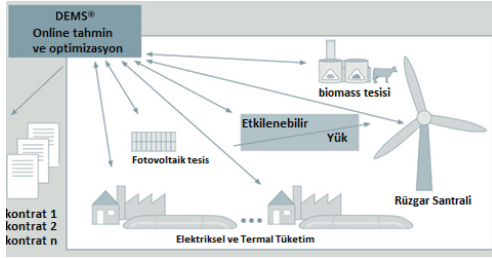 DEMS®
Online tahmin
ve optimizasyon
biomass tesisi
Etkilenebilir
Yük
Fotovoltaik tesis
Rüzgar Santrali
kontrat 1
kontrat 2
kontrat n
Elektriksel ve Termal Tüketim